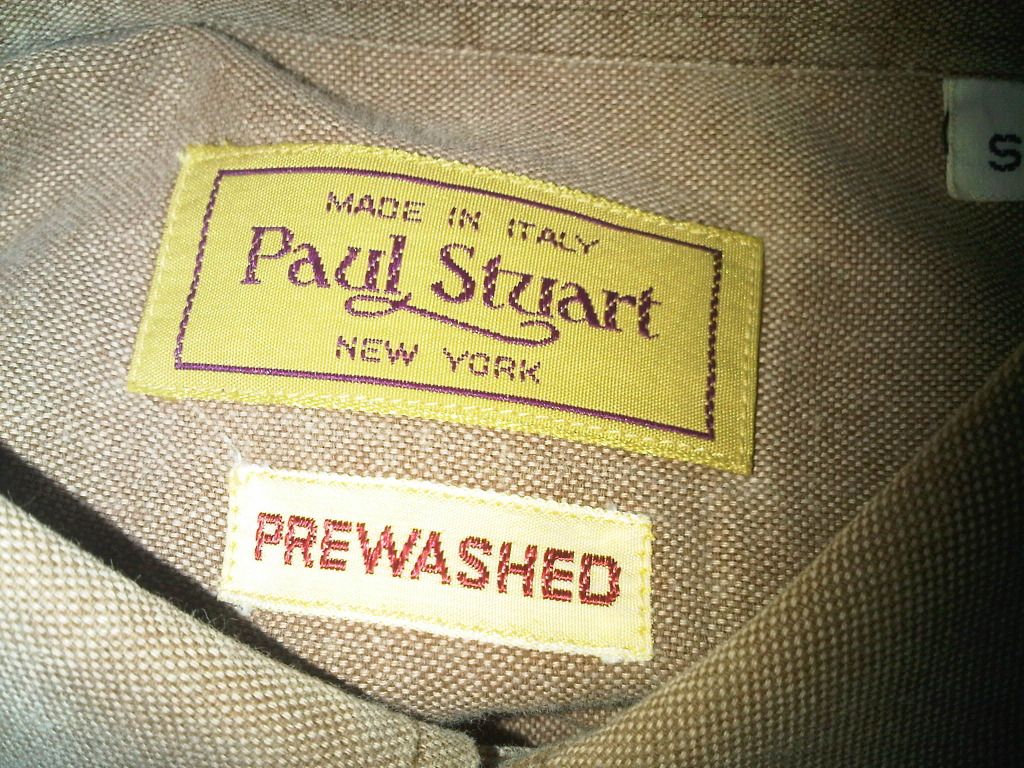 MADE IN ITALY
Paul Stuart
NEW YORK
S
PREWASHED